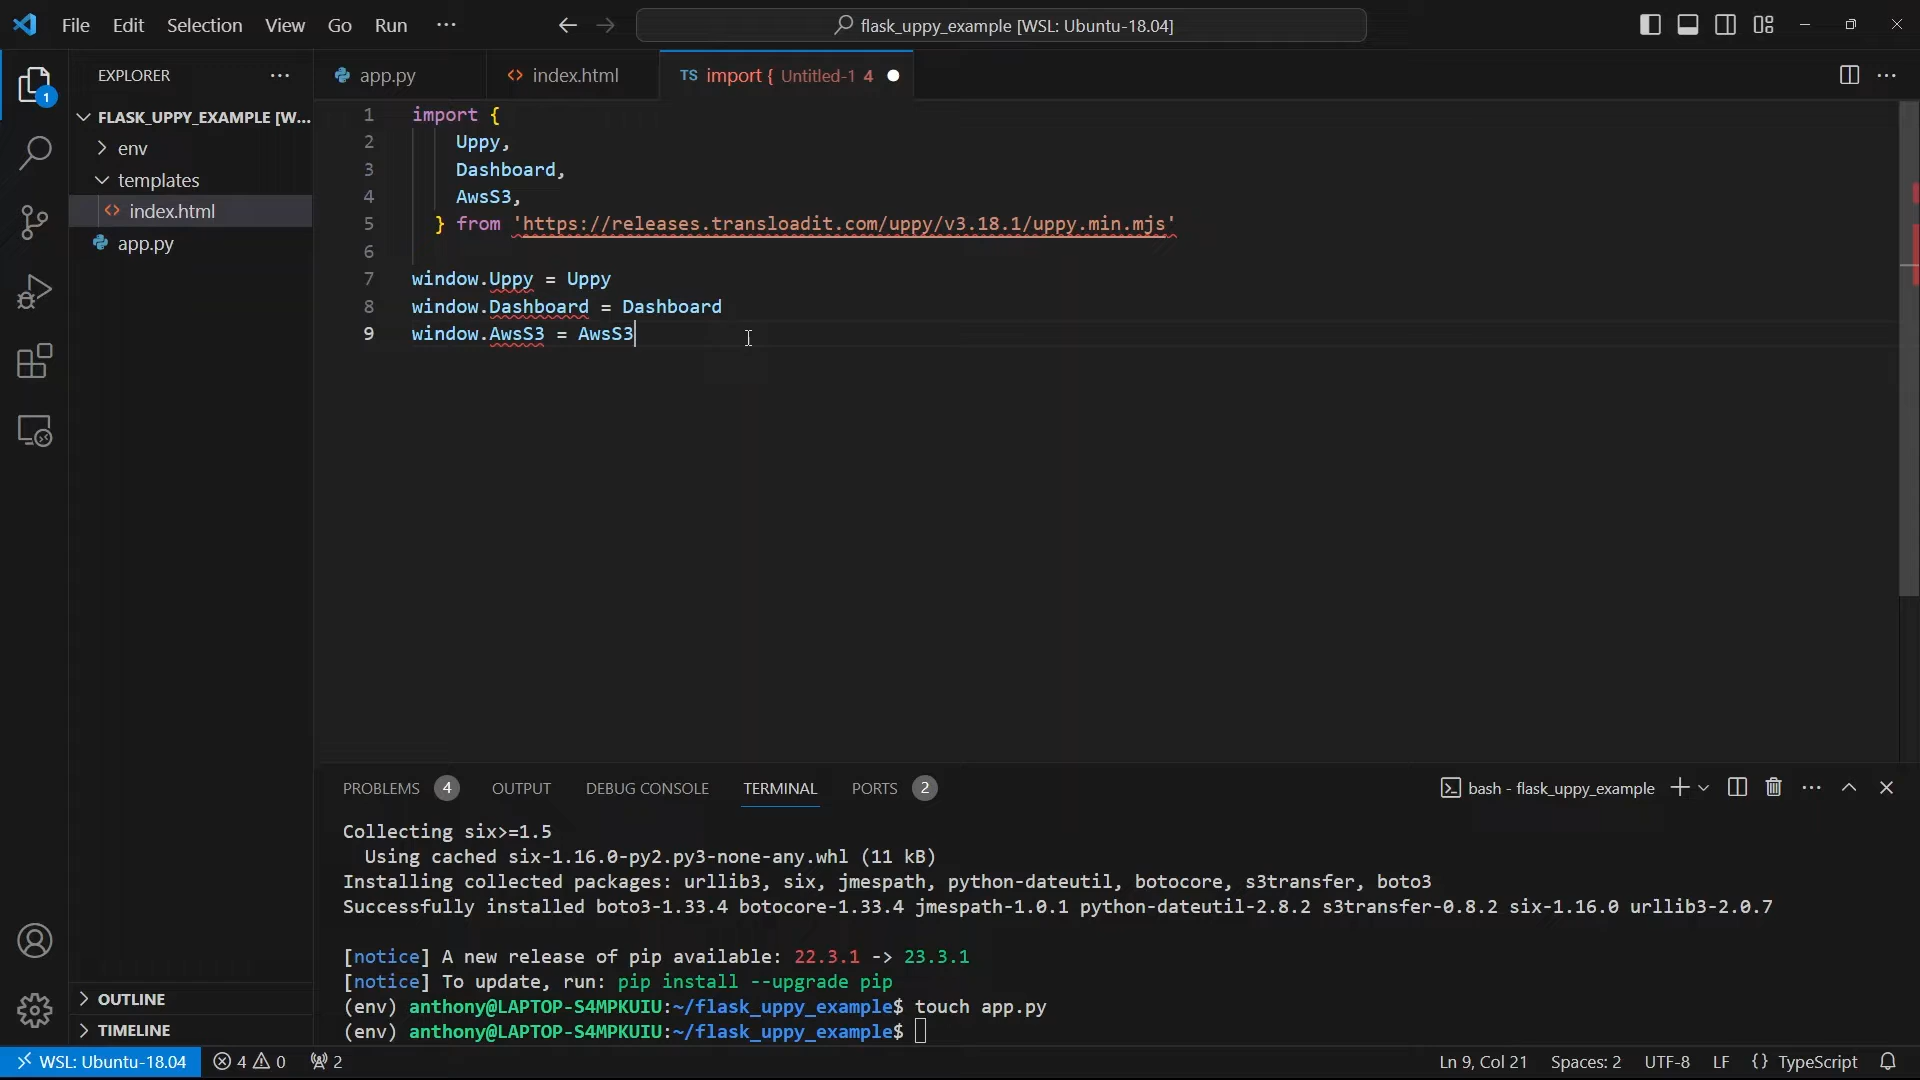 File Edit Selection View Go Run ···
flask_uppy_example [WSL: Ubuntu-18.04]
EXPLORER ···
1
FLASK_UPPY_EXAMPLE [W...
env
templates
<> index.html
app.py
OUTLINE
TIMELINE
app.py
<> index.html
TS import { Untitled-1 4
1 import {
2 Uppy,
3 Dashboard,
4 AwsS3,
5 } from 'https://releases.transloadit.com/uppy/v3.18.1/uppy.min.mjs'
6
7 window.Uppy = Uppy
8 window.Dashboard = Dashboard
9 window.AwsS3 = AwsS3
PROBLEMS 4 OUTPUT DEBUG CONSOLE TERMINAL PORTS 2
bash - flask_uppy_example
Collecting six>=1.5
Using cached six-1.16.0-py2.py3-none-any.whl (11 kB)
Installing collected packages: urllib3, six, jmespath, python-dateutil, botocore, s3transfer, boto3
Successfully installed boto3-1.33.4 botocore-1.33.4 jmespath-1.0.1 python-dateutil-2.8.2 s3transfer-0.8.2 six-1.16.0 urllib3-2.0.7
[notice] A new release of pip available: 22.3.1 -> 23.3.1
[notice] To update, run: pip install --upgrade pip
(env) anthony@LAPTOP-S4MPKUIU:~/flask_uppy_example$ touch app.py
(env) anthony@LAPTOP-S4MPKUIU:~/flask_uppy_example$
WSL: Ubuntu-18.04 4 0 2
Ln 9, Col 21 Spaces: 2 UTF-8 LF {} TypeScript